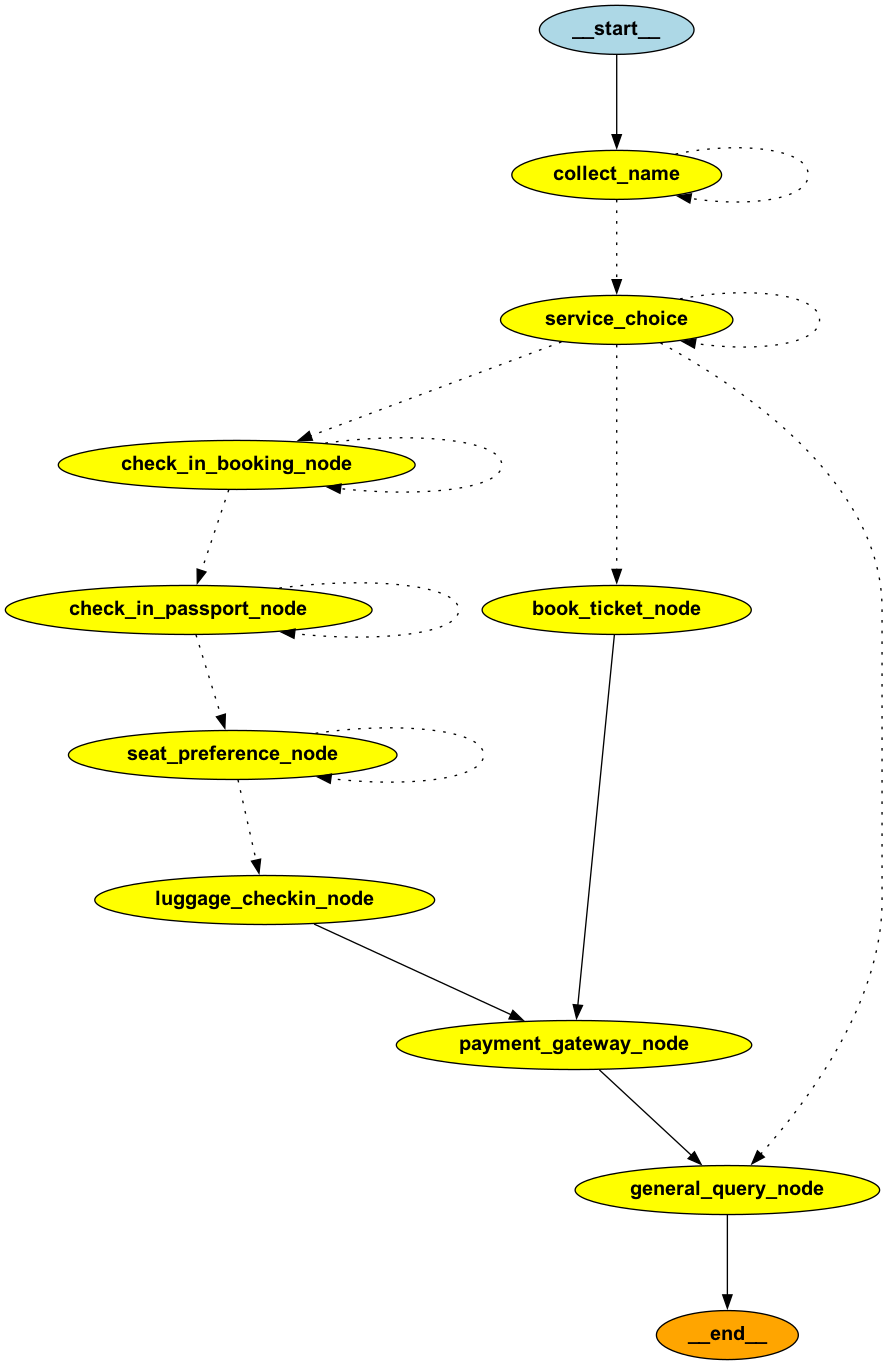 __start__
collect_name
service_choice
check_in_booking_node
check_in_passport_node
book_ticket_node
seat_preference_node
luggage_checkin_node
payment_gateway_node
general_query_node
__end__